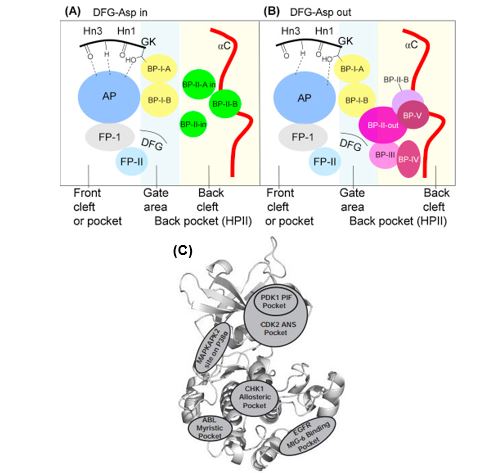 (A) DFG-Asp in
Hn3 Hn1 GK
HO
O H O
αC
BP-I-A
BP-I-B
AP
BP-II-A in
BP-II-B
BP-II-in
FP-1
DFG
FP-II
Front
cleft
or pocket
Gate
area
Back
cleft
Back pocket (HPII)
(B) DFG-Asp out
Hn3 Hn1 GK
HO
O H O
αC
BP-I-A
BP-I-B
AP
BP-II-B
BP-V
BP-II-out
FP-1
DFG
BP-III
BP-IV
FP-II
Front
cleft
or pocket
Gate
area
Back
cleft
Back pocket (HPII)
(C)
PDK1 PIF
Pocket
CDK2 ANS
Pocket
MAPKAPK2
site on P38α
CHK1
Allosteric
Pocket
ABL
Myristic
Pocket
EGFR
MIG-6 Binding
Pocket